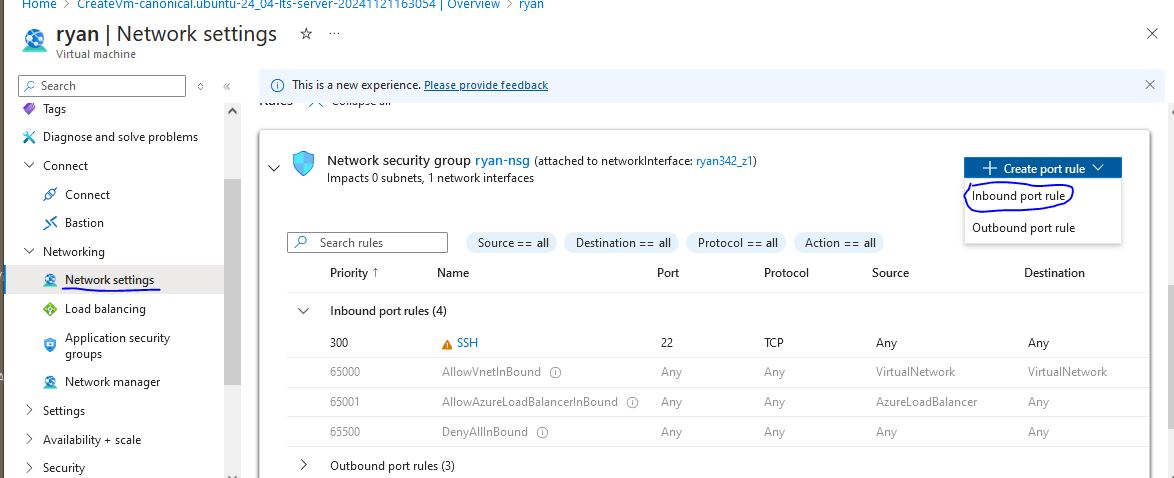 Home > CreateVm-canonical.ubuntu-24_04-lts-server-20241121163054 | Overview > ryan
ryan | Network settings ☆ ...
Virtual machine
Search
Tags
Diagnose and solve problems
Connect
Connect
Bastion
Networking
Network settings
Load balancing
Application security
groups
Network manager
Settings
Availability + scale
Security
This is a new experience. Please provide feedback
Rules Collapse all
Network security group ryan-nsg (attached to networkInterface: ryan342_z1)
Impacts 0 subnets, 1 network interfaces
+ Create port rule
Inbound port rule
Outbound port rule
Search rules Source == all Destination == all Protocol == all Action == all
Priority ↑ Name Port Protocol Source Destination
Inbound port rules (4)
300 SSH 22 TCP Any Any
65000 AllowVnetInBound Any Any VirtualNetwork VirtualNetwork
65001 AllowAzureLoadBalancerInBound Any Any AzureLoadBalancer Any
65500 DenyAllInBound Any Any Any Any
Outbound port rules (3)